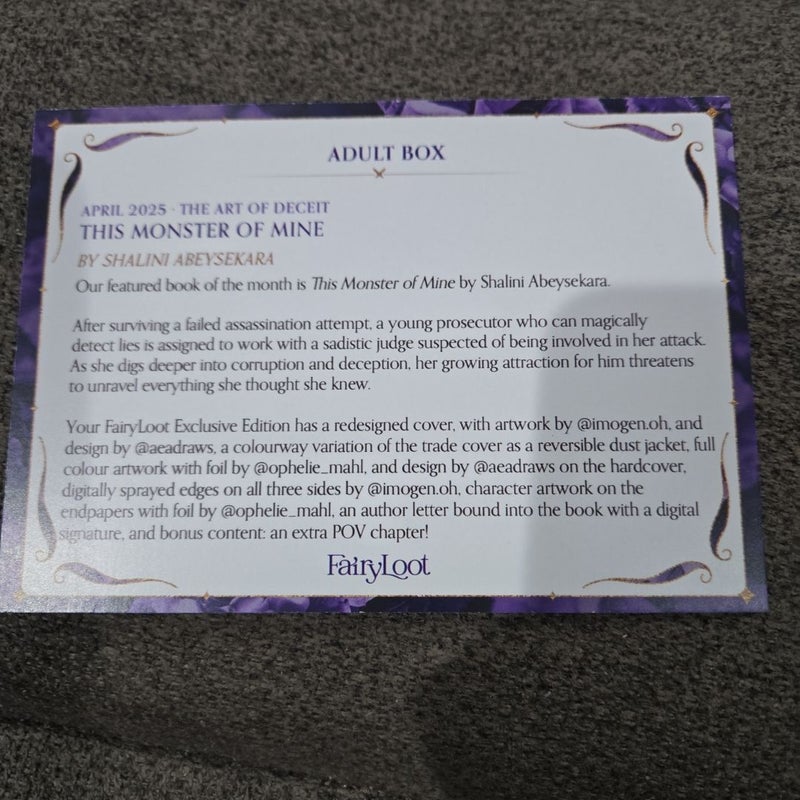 ADULT BOX
APRIL 2025 · THE ART OF DECEIT
THIS MONSTER OF MINE
BY SHALINI ABEYSEKARA
Our featured book of the month is This Monster of Mine by Shalini Abeysekara.
After surviving a failed assassination attempt, a young prosecutor who can magically
detect lies is assigned to work with a sadistic judge suspected of being involved in her attack.
As she digs deeper into corruption and deception, her growing attraction for him threatens
to unravel everything she thought she knew.
Your FairyLoot Exclusive Edition has a redesigned cover, with artwork by @imogen.oh, and
design by @aeadraws, a colourway variation of the trade cover as a reversible dust jacket, full
colour artwork with foil by @ophelie_mahl, and design by @aeadraws on the hardcover,
digitally sprayed edges on all three sides by @imogen.oh, character artwork on the
endpapers with foil by @ophelie_mahl, an author letter bound into the book with a digital
signature, and bonus content: an extra POV chapter!
FairyLoot